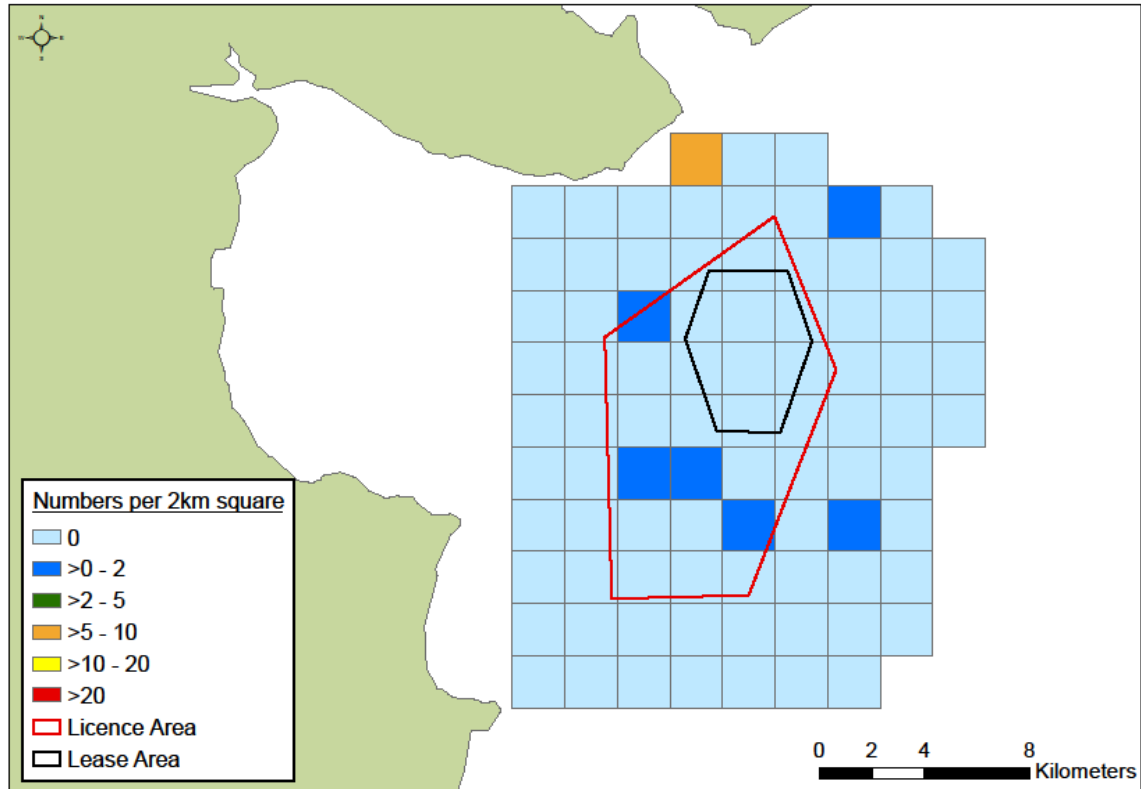 N
W
E
S
Numbers per 2km square
0
>0 - 2
>2 - 5
>5 - 10
>10 - 20
>20
Licence Area
Lease Area
0 2 4 8
Kilometers